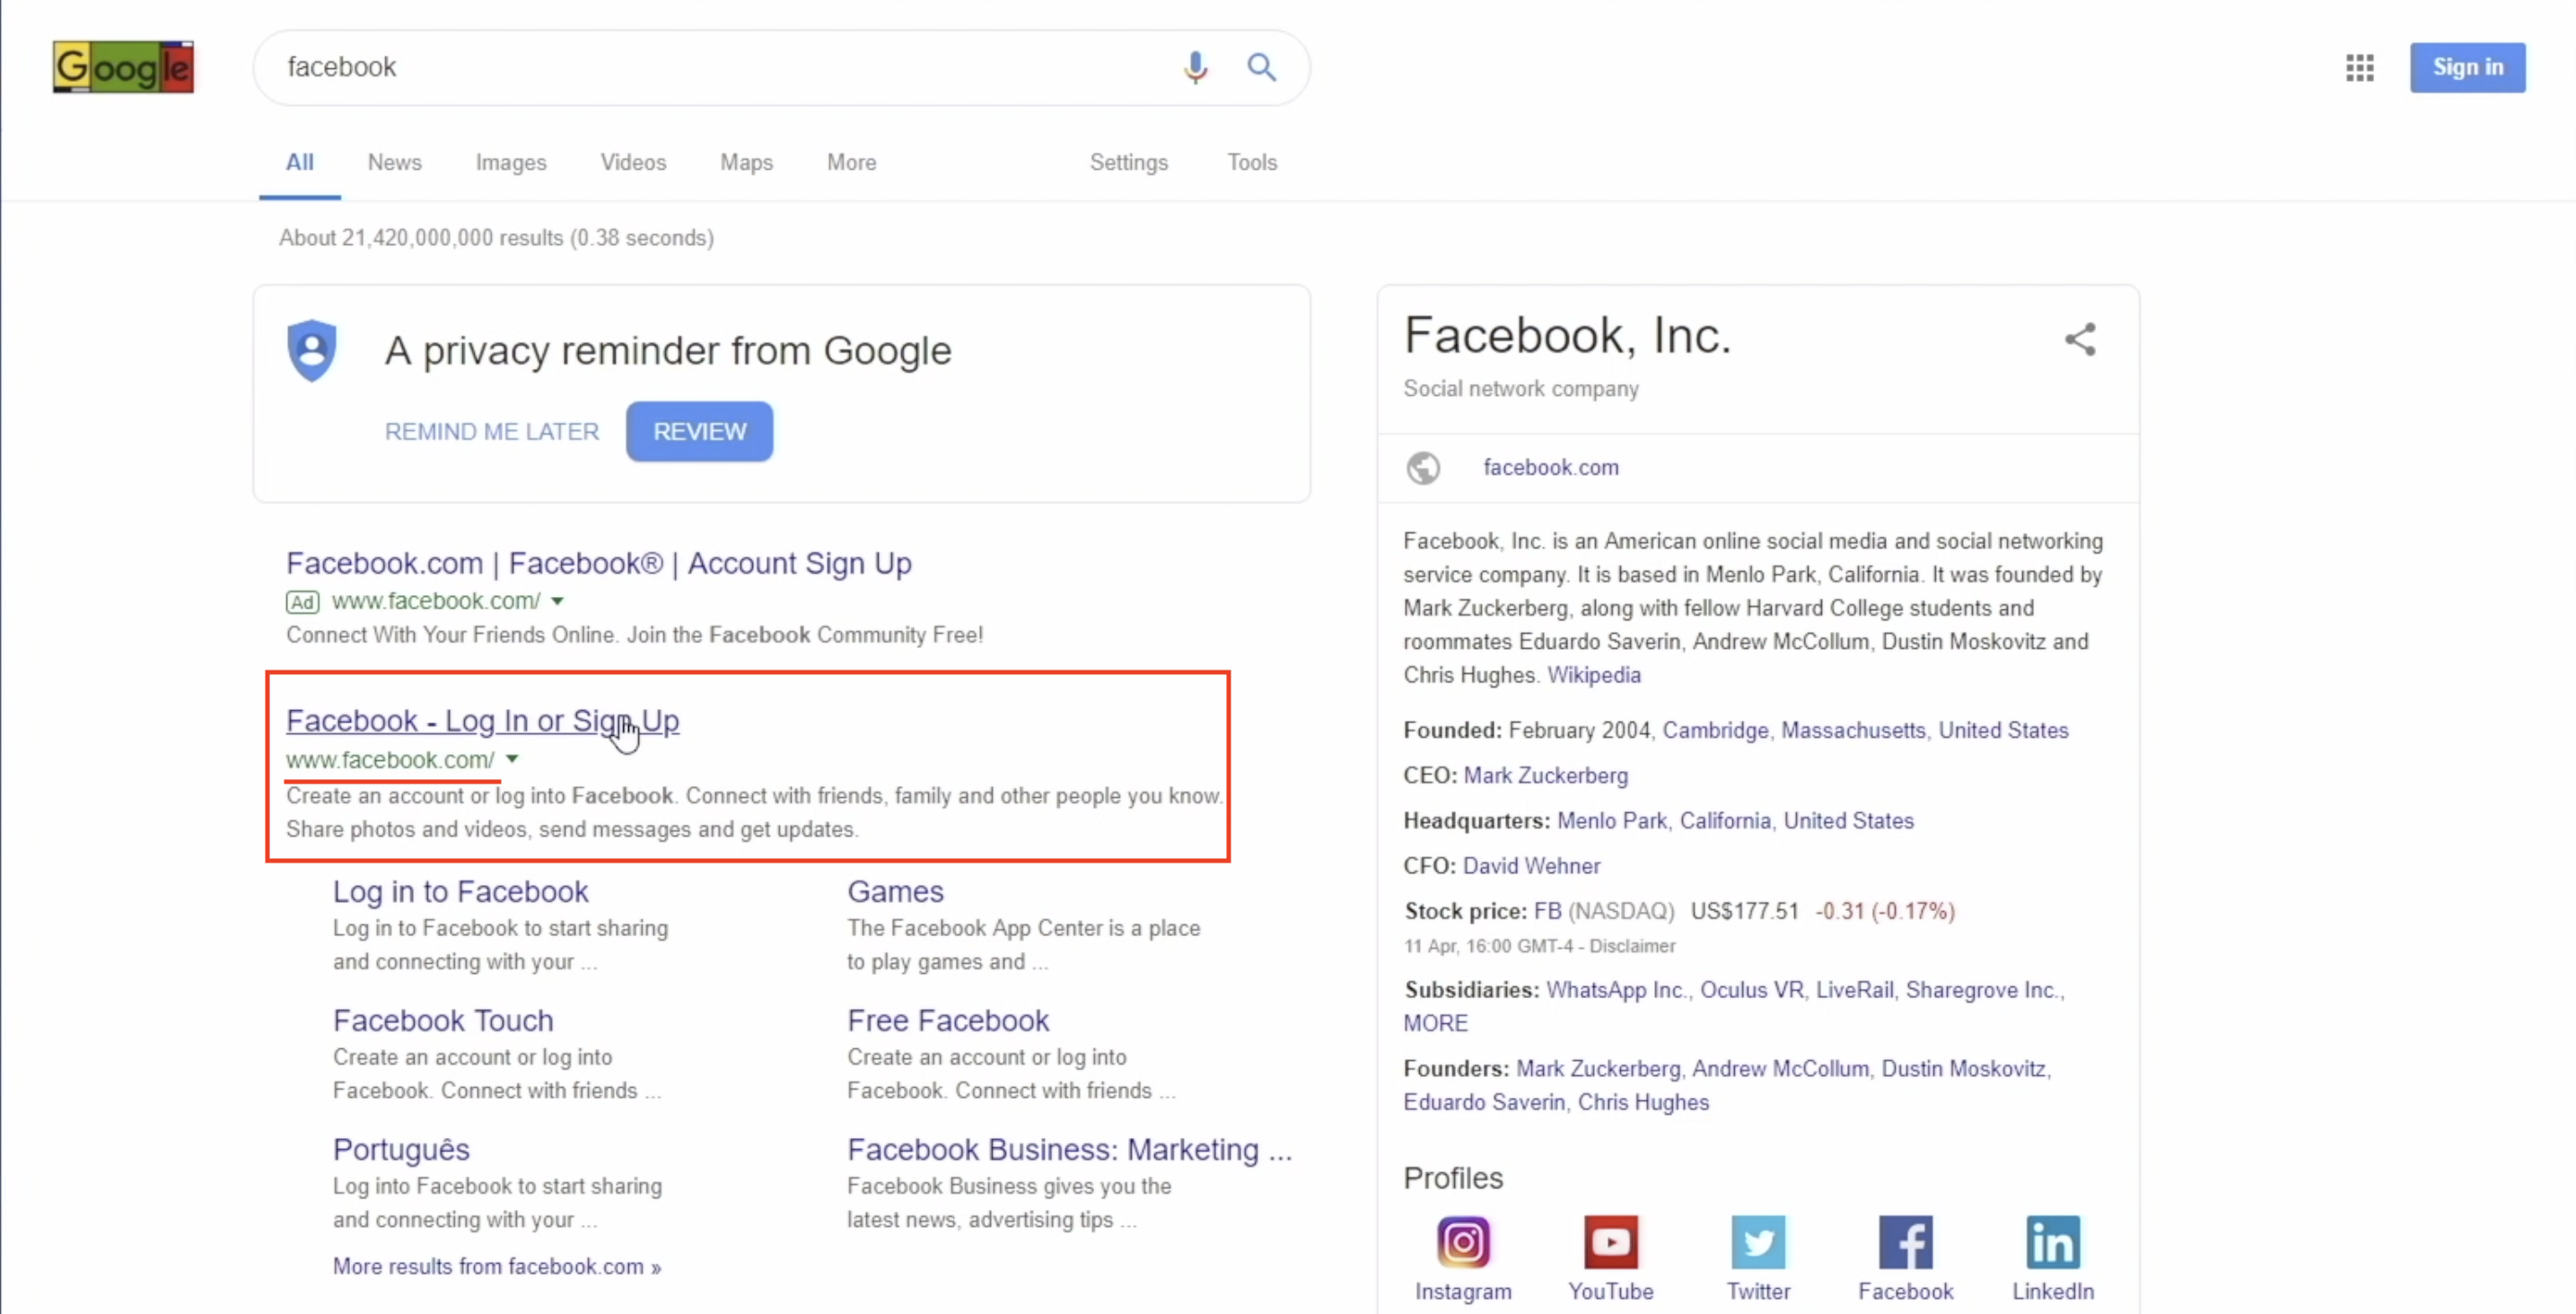 Google
facebook
Sign in
All News Images Videos Maps More Settings Tools
About 21,420,000,000 results (0.38 seconds)
A privacy reminder from Google
REMIND ME LATER REVIEW
Facebook.com | Facebook® | Account Sign Up
Ad www.facebook.com/
Connect With Your Friends Online. Join the Facebook Community Free!
Facebook - Log In or Sign Up
www.facebook.com/
Create an account or log into Facebook. Connect with friends, family and other people you know.
Share photos and videos, send messages and get updates.
Log in to Facebook
Log in to Facebook to start sharing
and connecting with your ...
Games
The Facebook App Center is a place
to play games and ...
Facebook Touch
Create an account or log into
Facebook. Connect with friends ...
Free Facebook
Create an account or log into
Facebook. Connect with friends ...
Português
Log into Facebook to start sharing
and connecting with your ...
Facebook Business: Marketing ...
Facebook Business gives you the
latest news, advertising tips ...
More results from facebook.com »
Facebook, Inc.
Social network company
facebook.com
Facebook, Inc. is an American online social media and social networking
service company. It is based in Menlo Park, California. It was founded by
Mark Zuckerberg, along with fellow Harvard College students and
roommates Eduardo Saverin, Andrew McCollum, Dustin Moskovitz and
Chris Hughes. Wikipedia
Founded: February 2004, Cambridge, Massachusetts, United States
CEO: Mark Zuckerberg
Headquarters: Menlo Park, California, United States
CFO: David Wehner
Stock price: FB (NASDAQ) US$177.51 -0.31 (-0.17%)
11 Apr, 16:00 GMT-4 - Disclaimer
Subsidiaries: WhatsApp Inc., Oculus VR, LiveRail, Sharegrove Inc.,
MORE
Founders: Mark Zuckerberg, Andrew McCollum, Dustin Moskovitz,
Eduardo Saverin, Chris Hughes
Profiles
Instagram YouTube Twitter Facebook LinkedIn